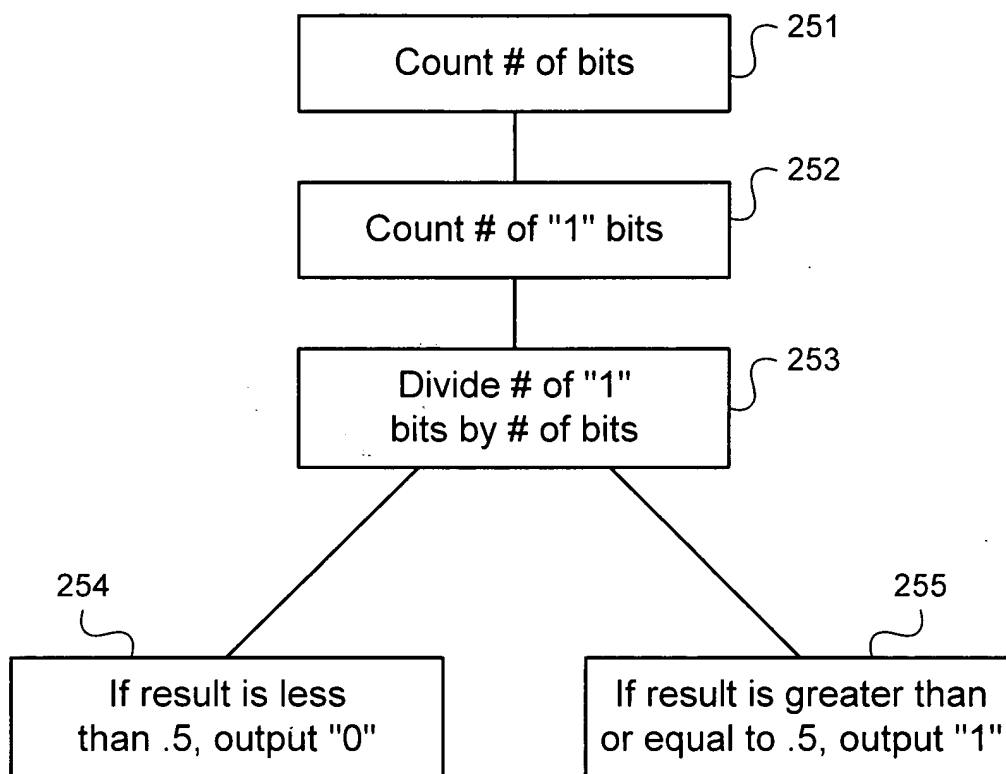 251
Count # of bits
252
Count # of "1" bits
253
Divide # of "1"
bits by # of bits
254
255
If result is less
than .5, output "0"
If result is greater than
or equal to .5, output "1"